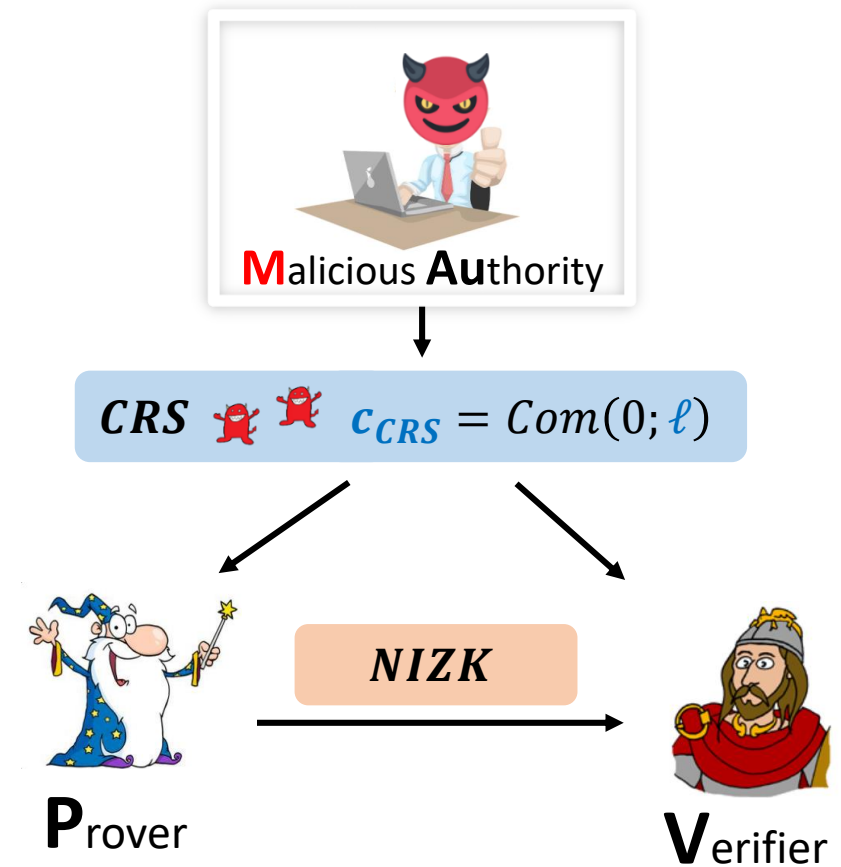 Malicious Authority
CRS c_CRS = Com(0; ℓ)
NIZK
Prover
Verifier